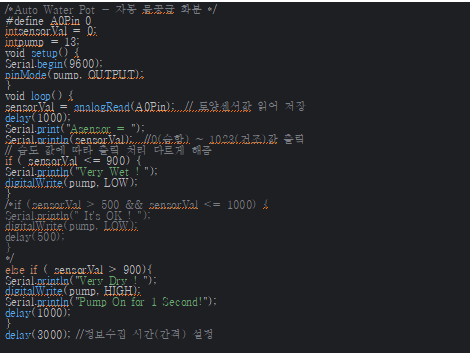 /*Auto Water Pot - 자동 물공급 화분 */
#define A0Pin 0
intsensorVal = 0;
intpump = 13;
void setup() {
Serial.begin(9600);
pinMode(pump, OUTPUT);
}
void loop() {
sensorVal = analogRead(A0Pin); // 토양센서값 읽어 저장
delay(1000);
Serial.print("Asensor = ");
Serial.println(sensorVal); //0(습함) ~ 1023(건조)값 출력
// 습도 값에 따라 출력 처리 다르게 해줌
if ( sensorVal <= 900) {
Serial.println("Very Wet ! ");
digitalWrite(pump, LOW);
}
/*if (sensorVal > 500 && sensorVal <= 1000) {
Serial.println(" It's OK ! ");
digitalWrite(pump, LOW);
delay(500);
}
*/
else if ( sensorVal > 900){
Serial.println("Very Dry ! ");
digitalWrite(pump, HIGH);
Serial.println("Pump On for 1 Second!");
delay(1000);
}
delay(3000); //정보수집 시간(간격) 설정